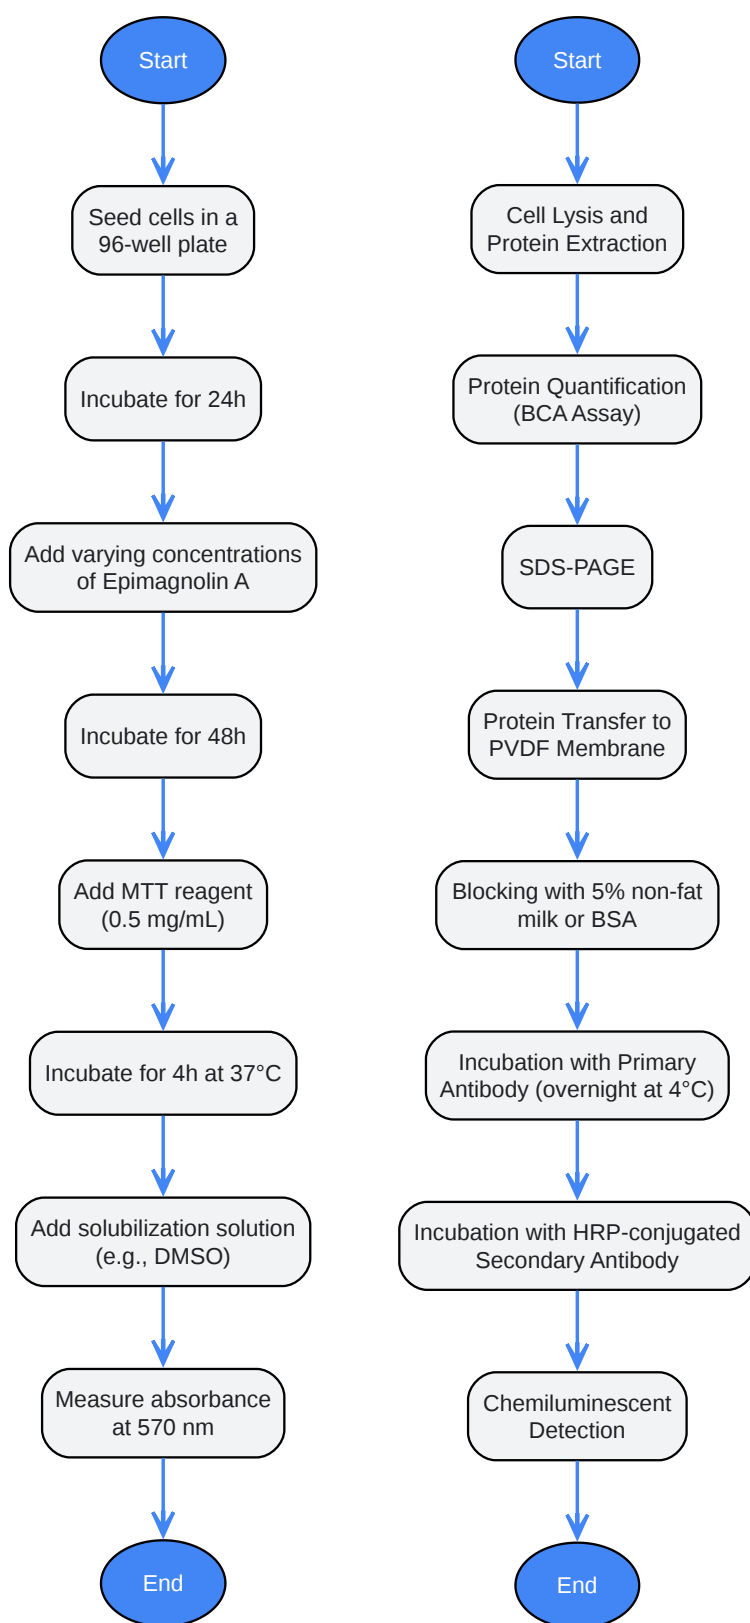 Start
Seed cells in a
96-well plate
Incubate for 24h
Add varying concentrations
of Epimagnolin A
Incubate for 48h
Add MTT reagent
(0.5 mg/mL)
Incubate for 4h at 37°C
Add solubilization solution
(e.g., DMSO)
Measure absorbance
at 570 nm
End
Start
Cell Lysis and
Protein Extraction
Protein Quantification
(BCA Assay)
SDS-PAGE
Protein Transfer to
PVDF Membrane
Blocking with 5% non-fat
milk or BSA
Incubation with Primary
Antibody (overnight at 4°C)
Incubation with HRP-conjugated
Secondary Antibody
Chemiluminescent
Detection
End